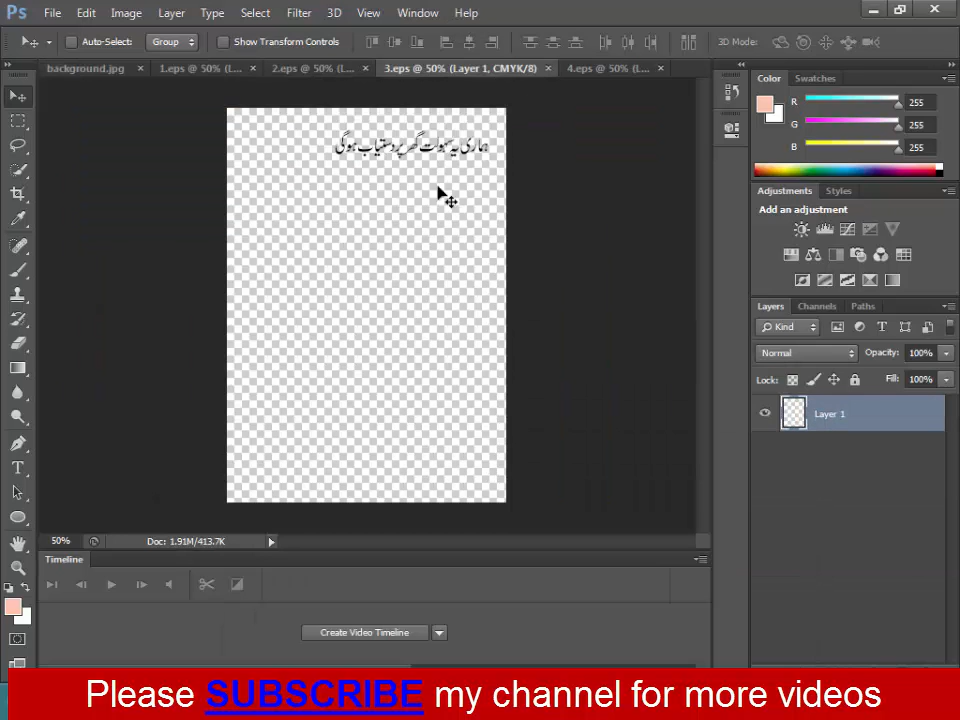 Ps File Edit Image Layer Type Select Filter 3D View Window Help
Auto-Select: Group Show Transform Controls 3D Mode:
background.jpg × 1.eps @ 50% (L... × 2.eps @ 50% (L... × 3.eps @ 50% (Layer 1, CMYK/8) × 4.eps @ 50% (L... ×
ہماری یہ سہولت گھر پر دستیاب ہوگی
Color Swatches
R 255
G 255
B 255
Adjustments Styles
Add an adjustment
Layers Channels Paths
Kind
Normal Opacity: 100%
Lock: Fill: 100%
Layer 1
50% Doc: 1.91M/413.7K
Timeline
Create Video Timeline
Please SUBSCRIBE my channel for more videos